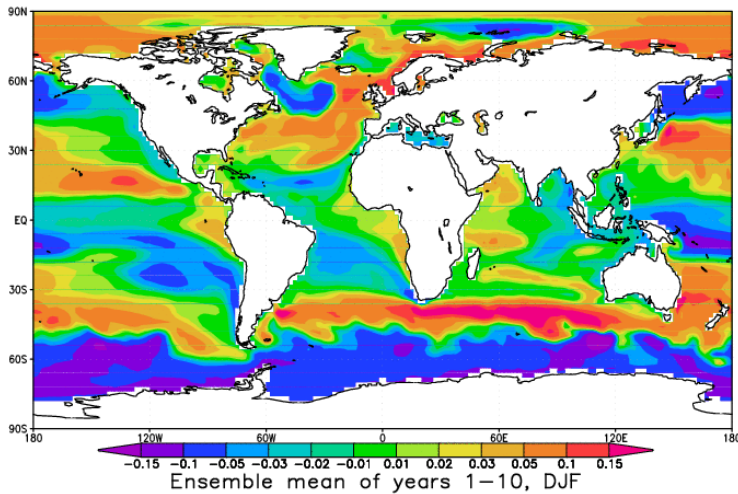 90N
60N
30N
EQ
30S
60S
90S
180 120W 60W 0 60E 120E 180
-0.15 -0.1 -0.05 -0.03 -0.02 -0.01 0.01 0.02 0.03 0.05 0.10 0.15
Ensemble mean of years 1-10, DJF